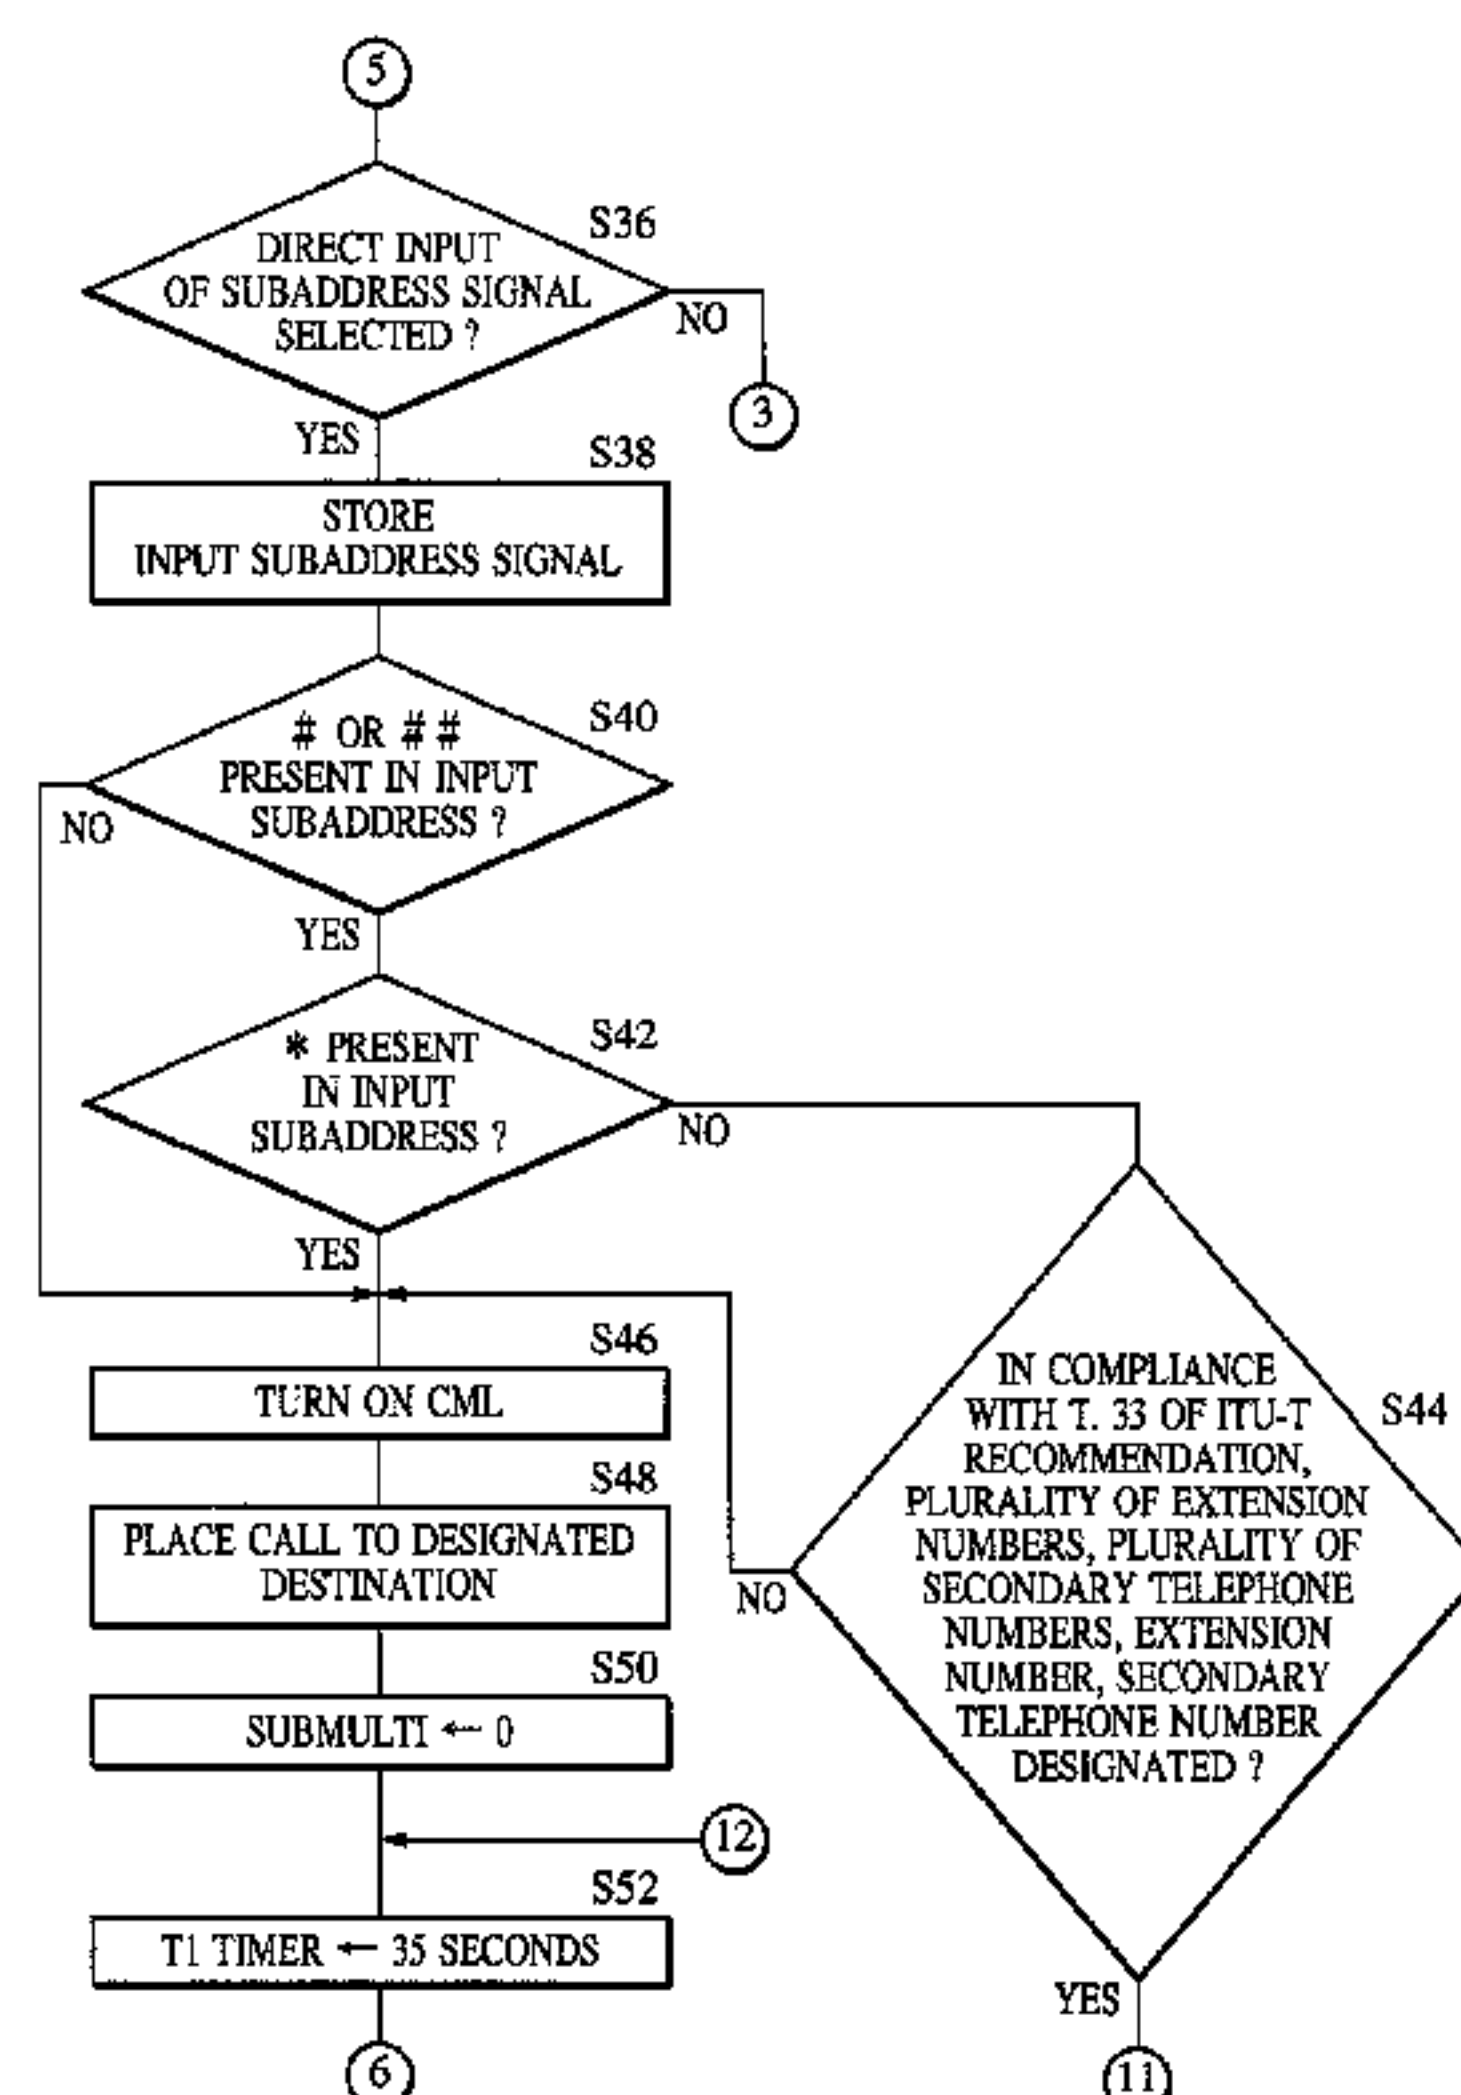 5
S36
DIRECT INPUT
OF SUBADDRESS SIGNAL
SELECTED ?
NO
3
YES
S38
STORE
INPUT SUBADDRESS SIGNAL
S40
# OR # #
PRESENT IN INPUT
SUBADDRESS ?
NO
YES
S42
* PRESENT
IN INPUT
SUBADDRESS ?
NO
YES
S46
TURN ON CML
S48
PLACE CALL TO DESIGNATED
DESTINATION
S50
SUBMULTI ← 0
12
S52
T1 TIMER ← 35 SECONDS
6
S44
IN COMPLIANCE
WITH T. 33 OF ITU-T
RECOMMENDATION,
PLURALITY OF EXTENSION
NUMBERS, PLURALITY OF
SECONDARY TELEPHONE
NUMBERS, EXTENSION
NUMBER, SECONDARY
TELEPHONE NUMBER
DESIGNATED ?
NO
YES
11